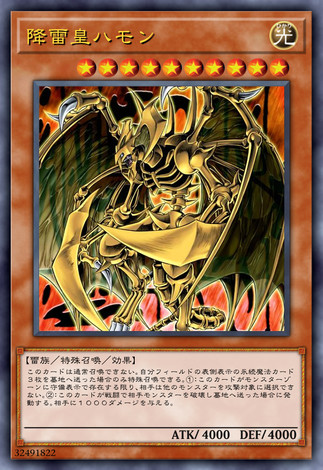 降雷皇ハモン
光
【雷族／特殊召喚／効果】
このカードは通常召喚できない。自分フィールドの表側表示の永続魔法カード
３枚を墓地へ送った場合のみ特殊召喚できる。①:このカードがモンスターゾ
ーンに守備表示で存在する限り、相手は他のモンスターを攻撃対象に選択でき
ない。②:このカードが戦闘で相手モンスターを破壊し墓地へ送った場合に発
動する。相手に１０００ダメージを与える。
ATK/ 4000 DEF/ 4000
32491822